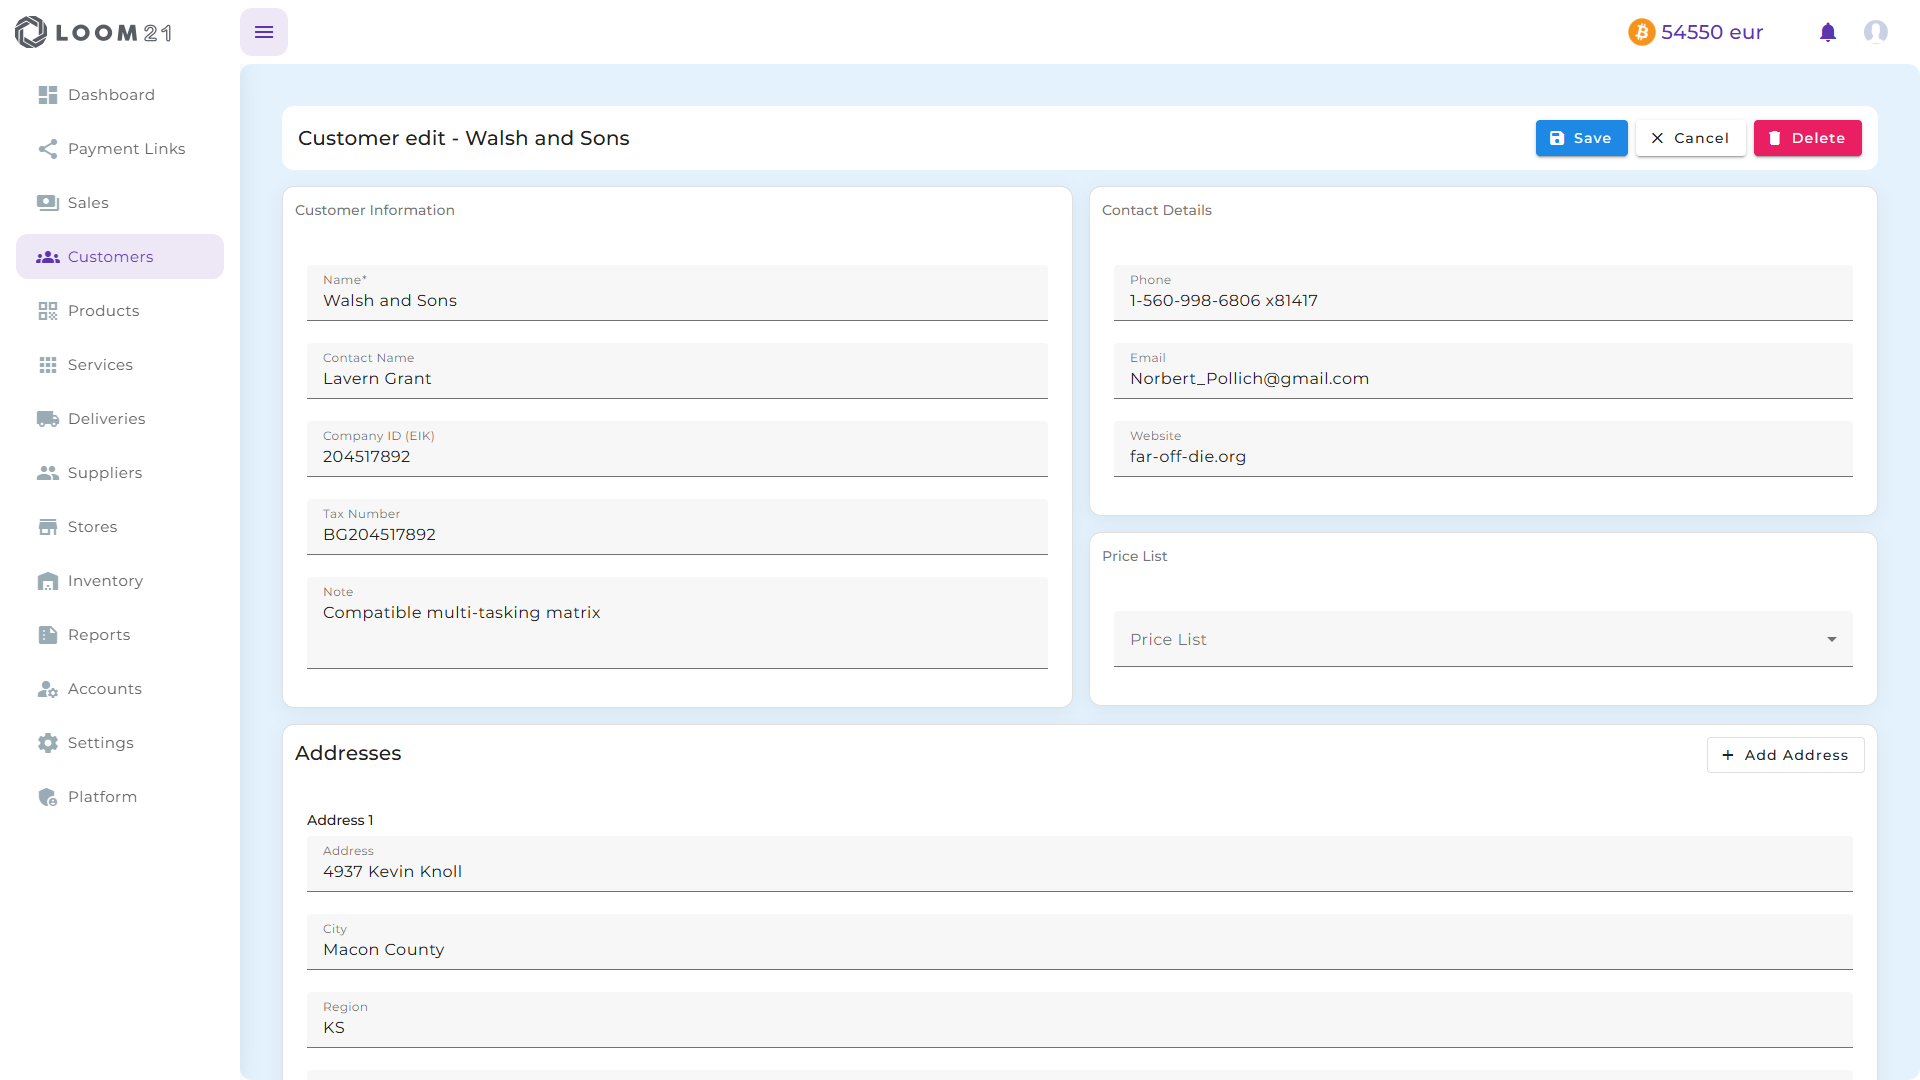 LOOM21
54550 eur
Dashboard
Payment Links
Sales
Customers
Products
Services
Deliveries
Suppliers
Stores
Inventory
Reports
Accounts
Settings
Platform
Customer edit - Walsh and Sons
Save
Cancel
Delete
Customer Information
Name*
Walsh and Sons
Contact Name
Lavern Grant
Company ID (EIK)
204517892
Tax Number
BG204517892
Note
Compatible multi-tasking matrix
Contact Details
Phone
1-560-998-6806 x81417
Email
Norbert_Pollich@gmail.com
Website
far-off-die.org
Price List
Price List
Addresses
Add Address
Address 1
Address
4937 Kevin Knoll
City
Macon County
Region
KS